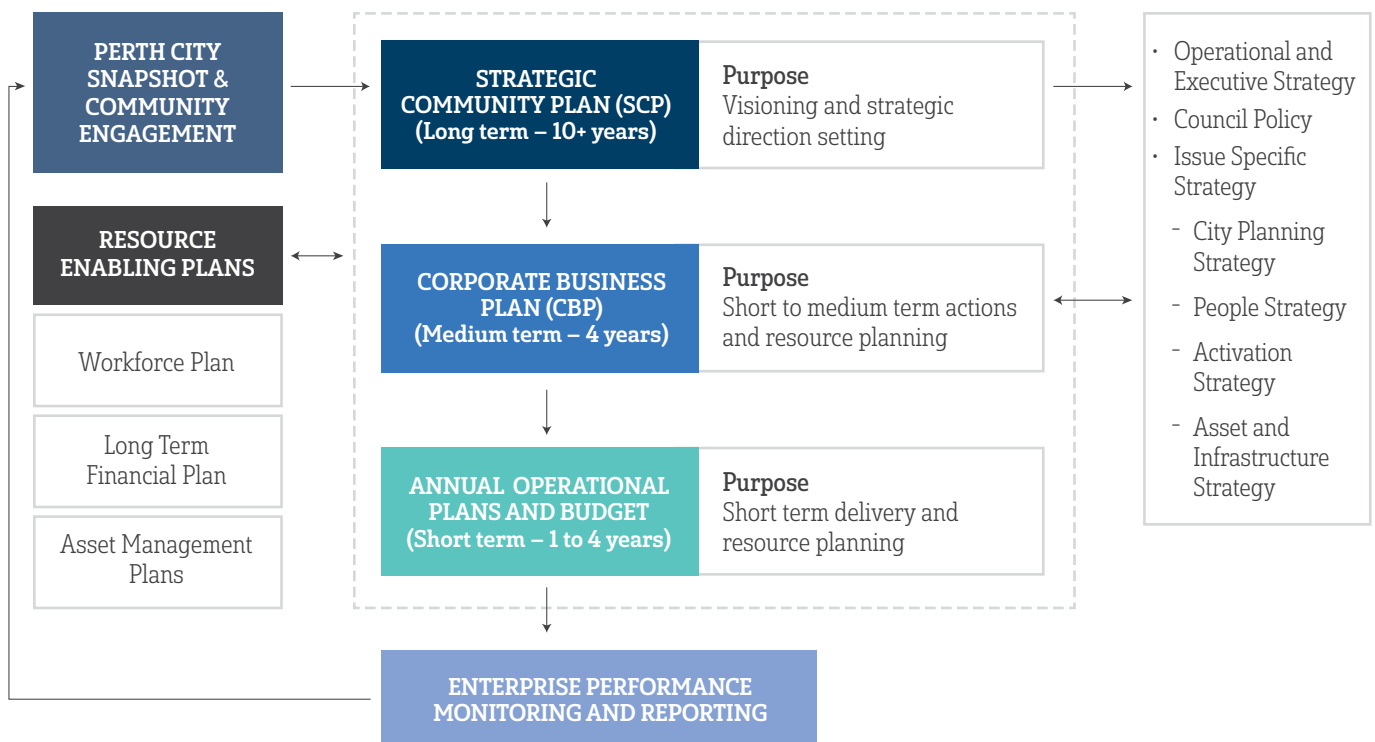 PERTH CITY
SNAPSHOT &
COMMUNITY
ENGAGEMENT
RESOURCE
ENABLING PLANS
Workforce Plan
Long Term
Financial Plan
Asset Management
Plans
STRATEGIC
COMMUNITY PLAN (SCP)
(Long term – 10+ years)
Purpose
Visioning and strategic
direction setting
CORPORATE BUSINESS
PLAN (CBP)
(Medium term – 4 years)
Purpose
Short to medium term actions
and resource planning
ANNUAL OPERATIONAL
PLANS AND BUDGET
(Short term – 1 to 4 years)
Purpose
Short term delivery and
resource planning
ENTERPRISE PERFORMANCE
MONITORING AND REPORTING
· Operational and
Executive Strategy
· Council Policy
· Issue Specific
Strategy
- City Planning
Strategy
- People Strategy
- Activation
Strategy
- Asset and
Infrastructure
Strategy